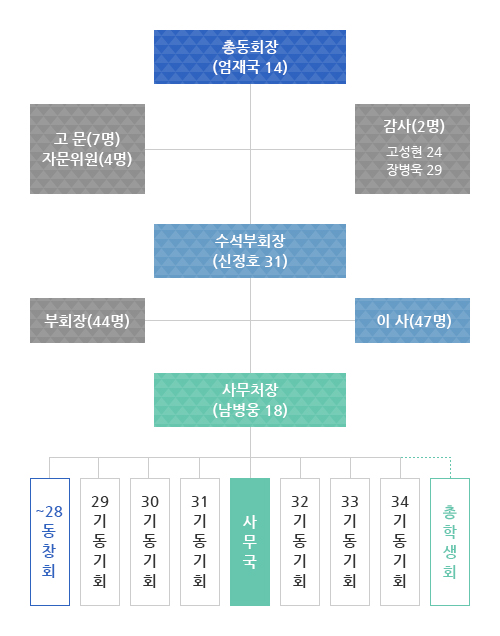 총동회장
(엄재국 14)
고 문(7명)
자문위원(4명)
감사(2명)
고성현 24
장병욱 29
수석부회장
(신정호 31)
부회장(44명)
이 사(47명)
사무처장
(남병웅 18)
~28
동
창
회
29
기
동
기
회
30
기
동
기
회
31
기
동
기
회
사
무
국
32
기
동
기
회
33
기
동
기
회
34
기
동
기
회
총
학
생
회